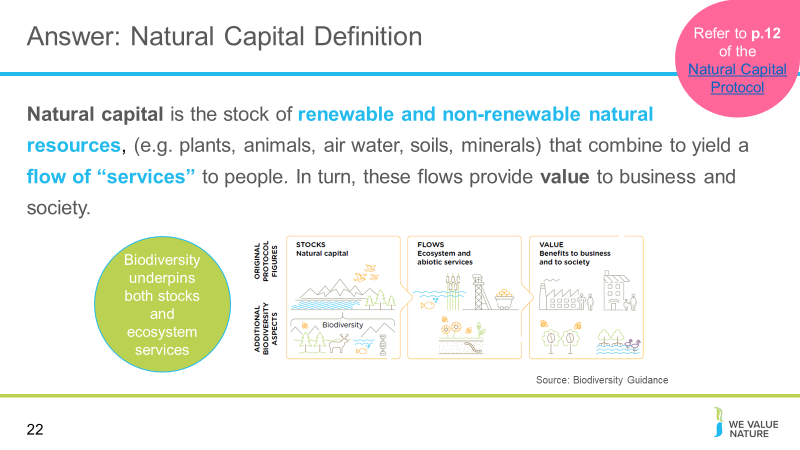 Answer: Natural Capital Definition
Refer to p.12
of the
Natural Capital
Protocol
Natural capital is the stock of renewable and non-renewable natural
resources, (e.g. plants, animals, air water, soils, minerals) that combine to yield a
flow of “services” to people. In turn, these flows provide value to business and
society.
Biodiversity
underpins
both stocks
and
ecosystem
services
ORIGINAL
PROTOCOL
FIGURES
ADDITIONAL
BIODIVERSITY
ASPECTS
STOCKS
Natural capital
Biodiversity
FLOWS
Ecosystem and
abiotic services
VALUE
Benefits to business
and to society
Source: Biodiversity Guidance
22
WE VALUE
NATURE